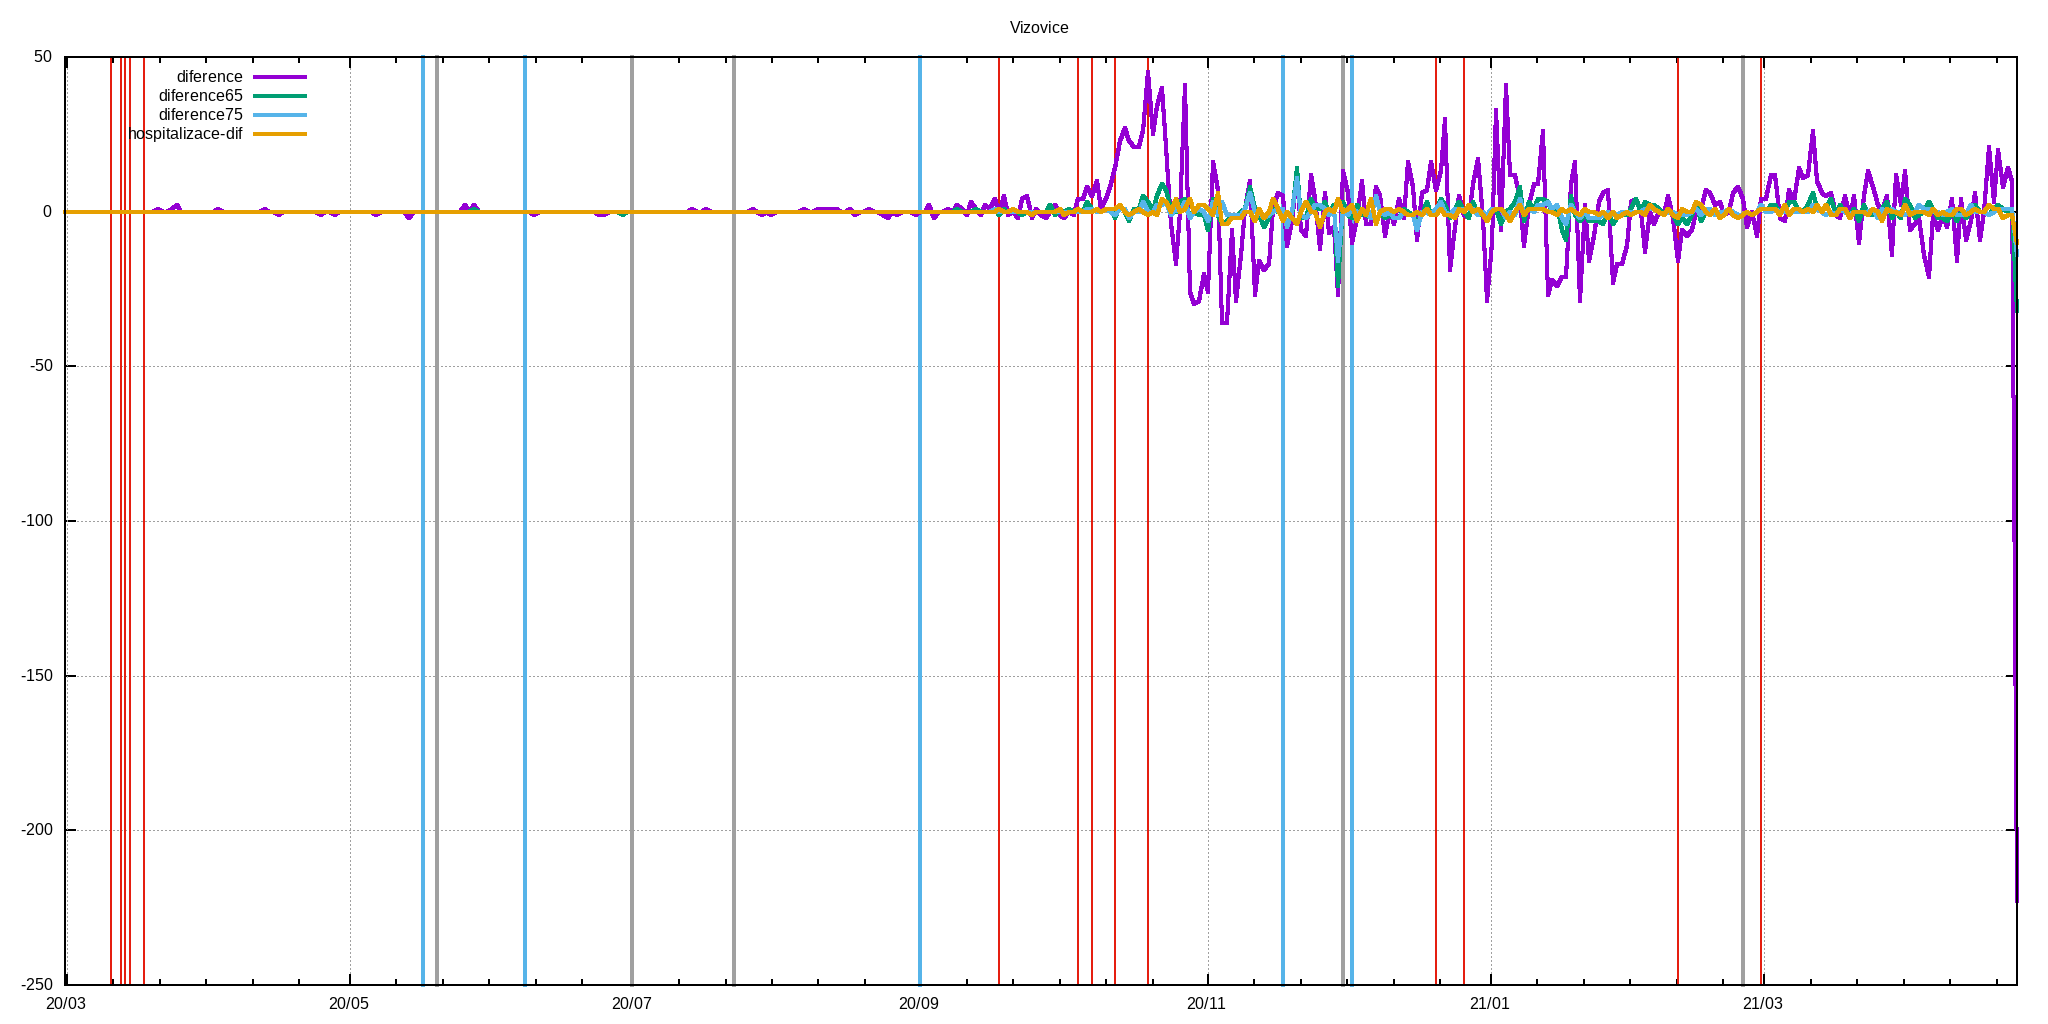 Vizovice
50
diference
diference65
diference75
hospitalizace-dif
0
-50
-100
-150
-200
-250
20/03 20/05 20/07 20/09 20/11 21/01 21/03